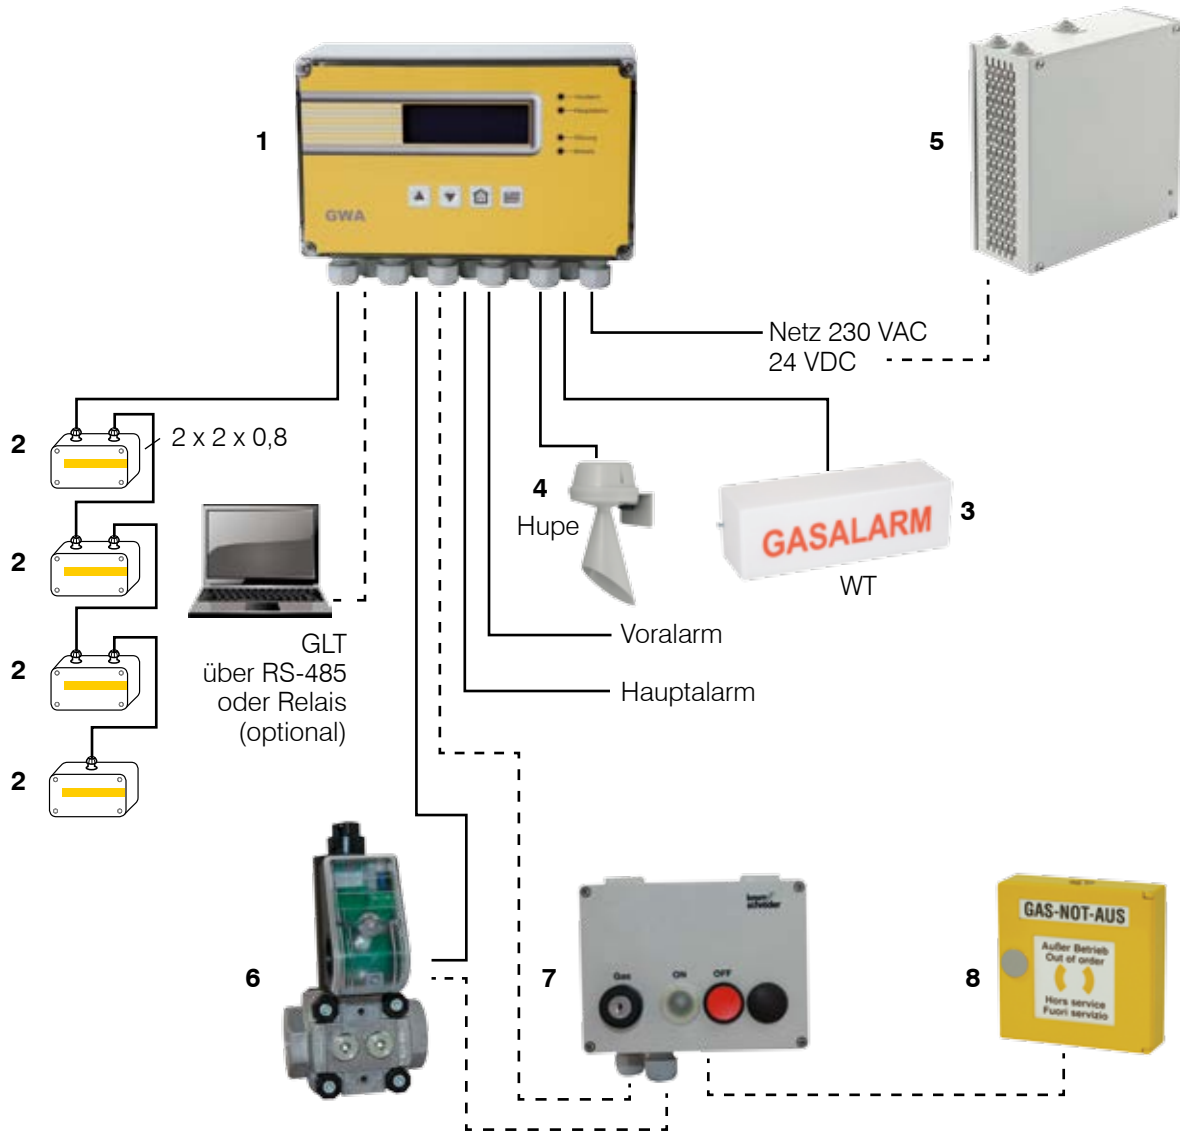 1
5
GWA
Netz 230 VAC
24 VDC
2
2 x 2 x 0,8
4
Hupe
3
GASALARM
WT
2
2
GLT
über RS-485
oder Relais
(optional)
Voralarm
Hauptalarm
2
6
7
kromschröder
Gas
ON
OFF
8
GAS-NOT-AUS
Außer Betrieb
Out of order
Hors service
Fuori servizio